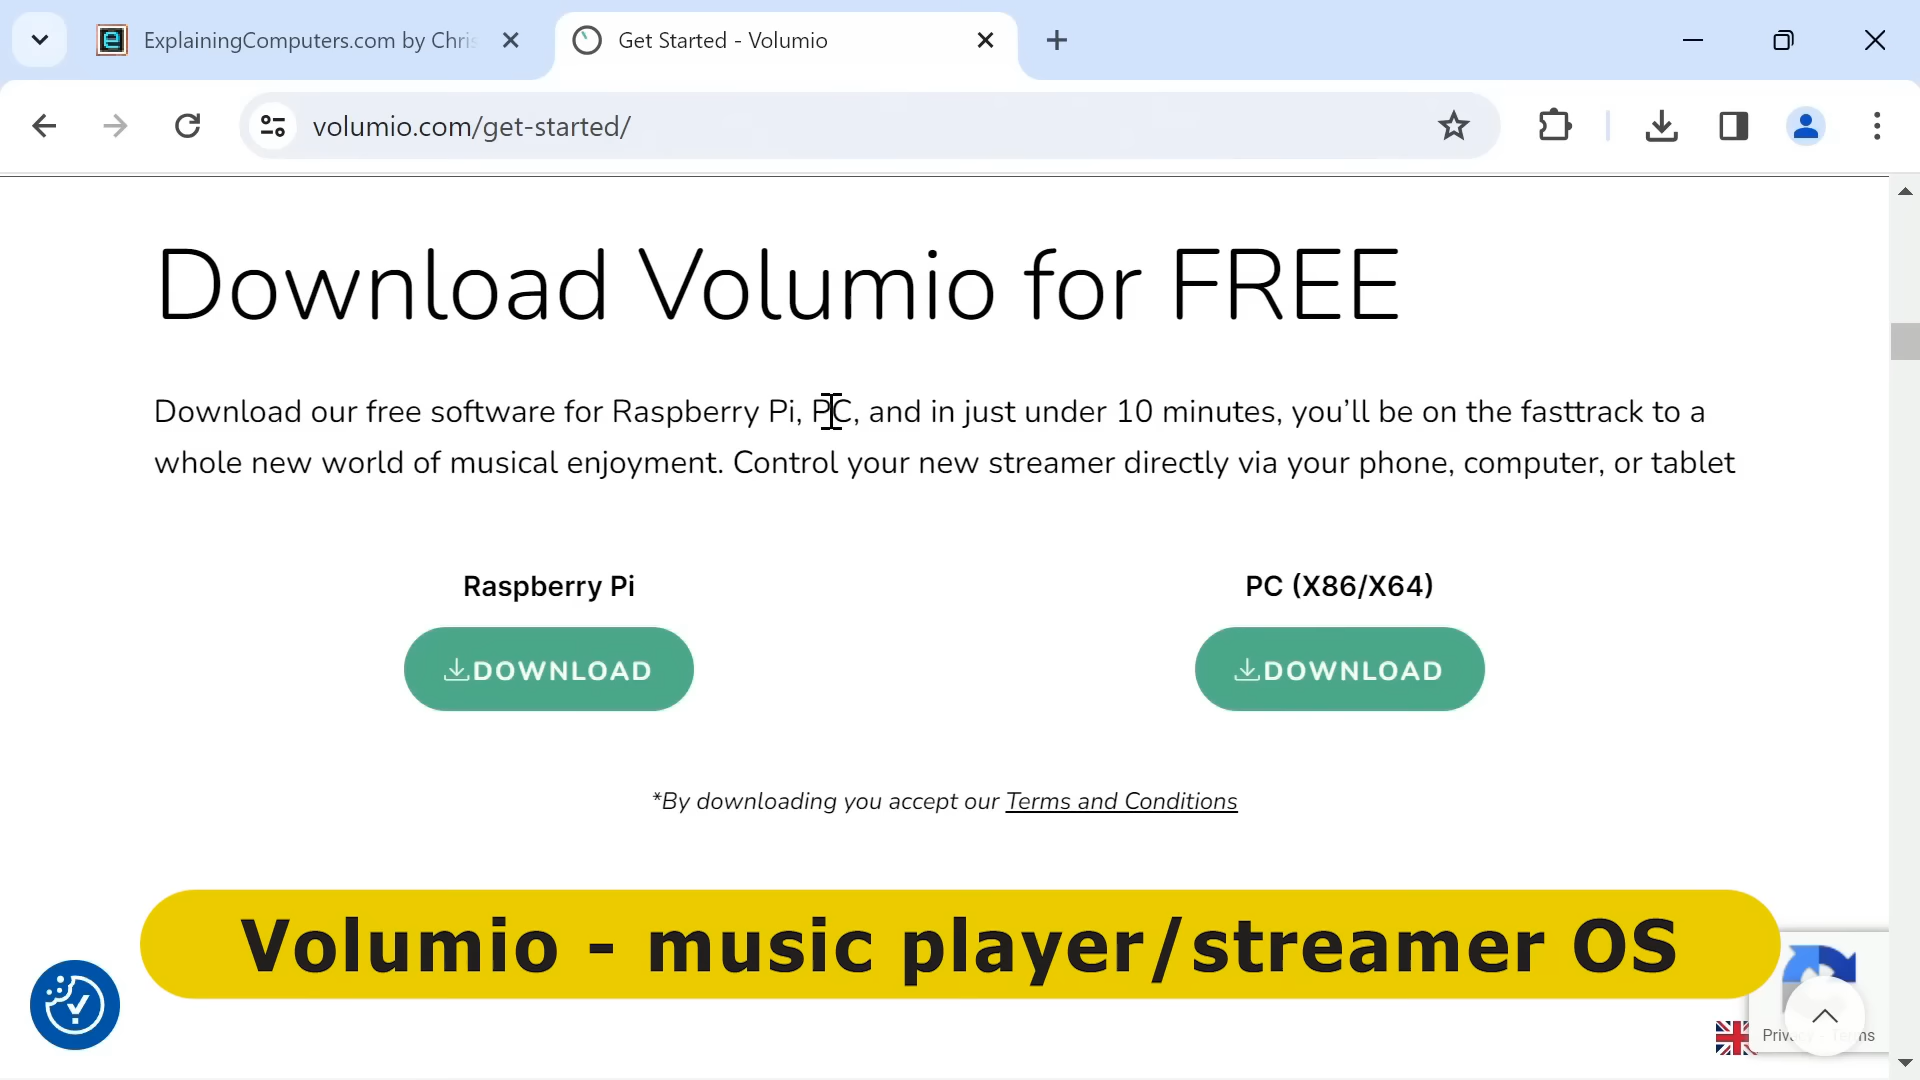 ExplainingComputers.com by Chris
Get Started - Volumio
volumio.com/get-started/
Download Volumio for FREE
Download our free software for Raspberry Pi, PC, and in just under 10 minutes, you’ll be on the fasttrack to a
whole new world of musical enjoyment. Control your new streamer directly via your phone, computer, or tablet
Raspberry Pi
PC (X86/X64)
DOWNLOAD
DOWNLOAD
*By downloading you accept our Terms and Conditions
Volumio - music player/streamer OS
Privacy - Terms